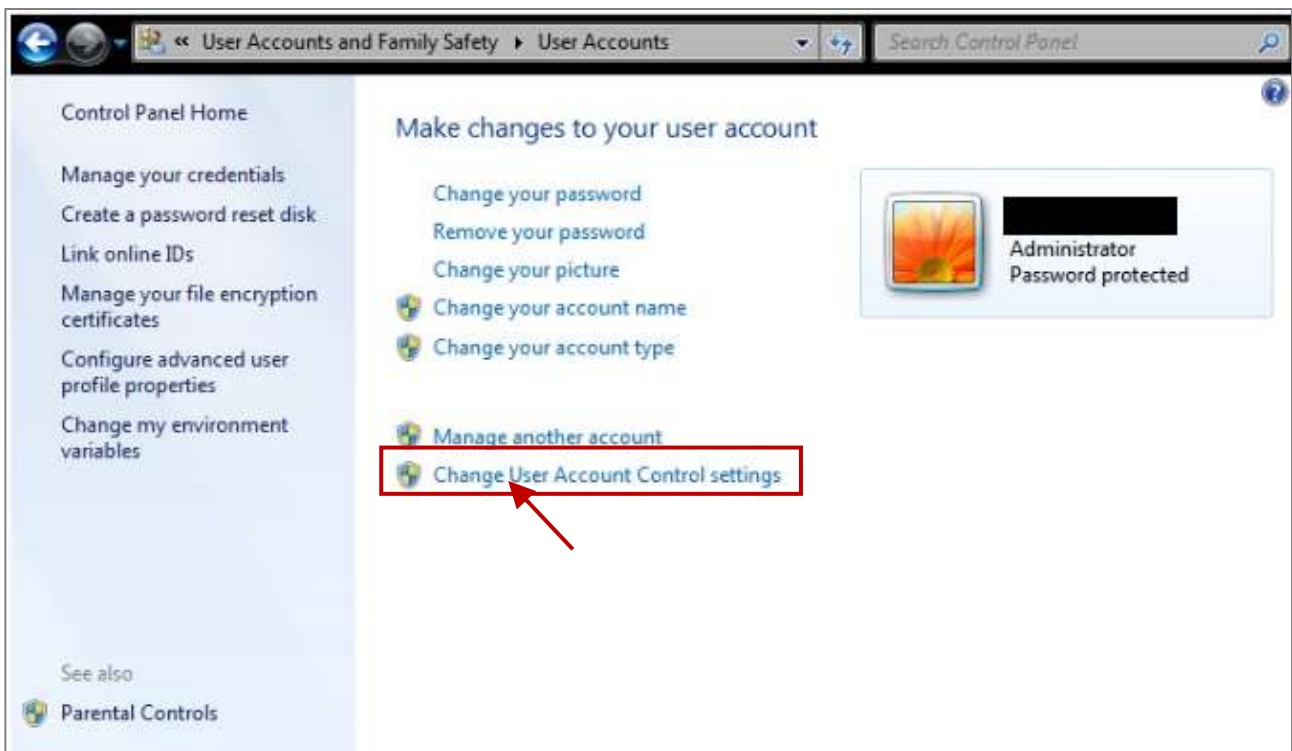 « User Accounts and Family Safety ▸ User Accounts
Search Control Panel
Control Panel Home
Manage your credentials
Create a password reset disk
Link online IDs
Manage your file encryption
certificates
Configure advanced user
profile properties
Change my environment
variables
See also
Parental Controls
Make changes to your user account
Change your password
Remove your password
Change your picture
Change your account name
Change your account type
Manage another account
Change User Account Control settings
Administrator
Password protected